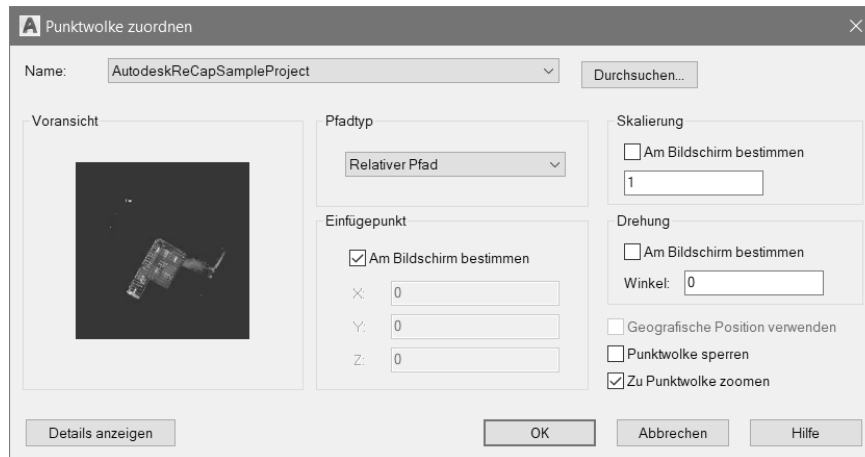 A Punktwolke zuordnen
Name: AutodeskReCapSampleProject Durchsuchen...
Voransicht
Pfadtyp
Relativer Pfad
Einfügepunkt
Am Bildschirm bestimmen
X: 0
Y: 0
Z: 0
Skalierung
Am Bildschirm bestimmen
1
Drehung
Am Bildschirm bestimmen
Winkel: 0
Geografische Position verwenden
Punktwolke sperren
Zu Punktwolke zoomen
Details anzeigen OK Abbrechen Hilfe